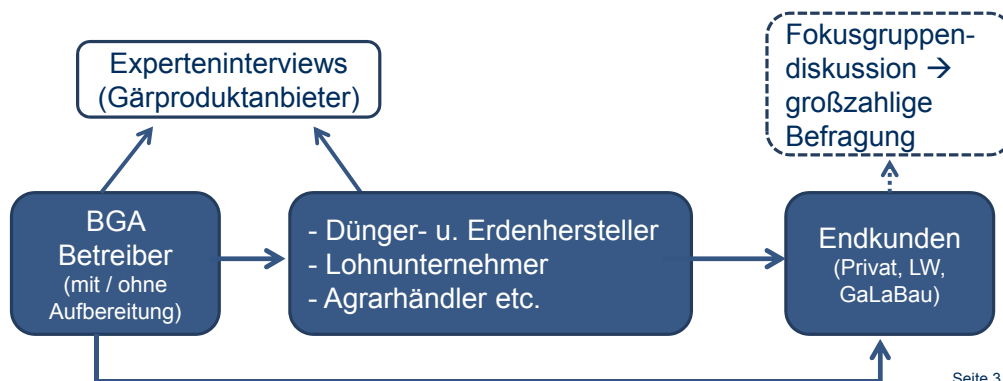 Experteninterviews
(Gärproduktanbieter)
Fokusgruppen-
diskussion →
großzahlige
Befragung
BGA
Betreiber
(mit / ohne
Aufbereitung)
- Dünger- u. Erdenhersteller
- Lohnunternehmer
- Agrarhändler etc.
Endkunden
(Privat, LW,
GaLaBau)
Seite 3